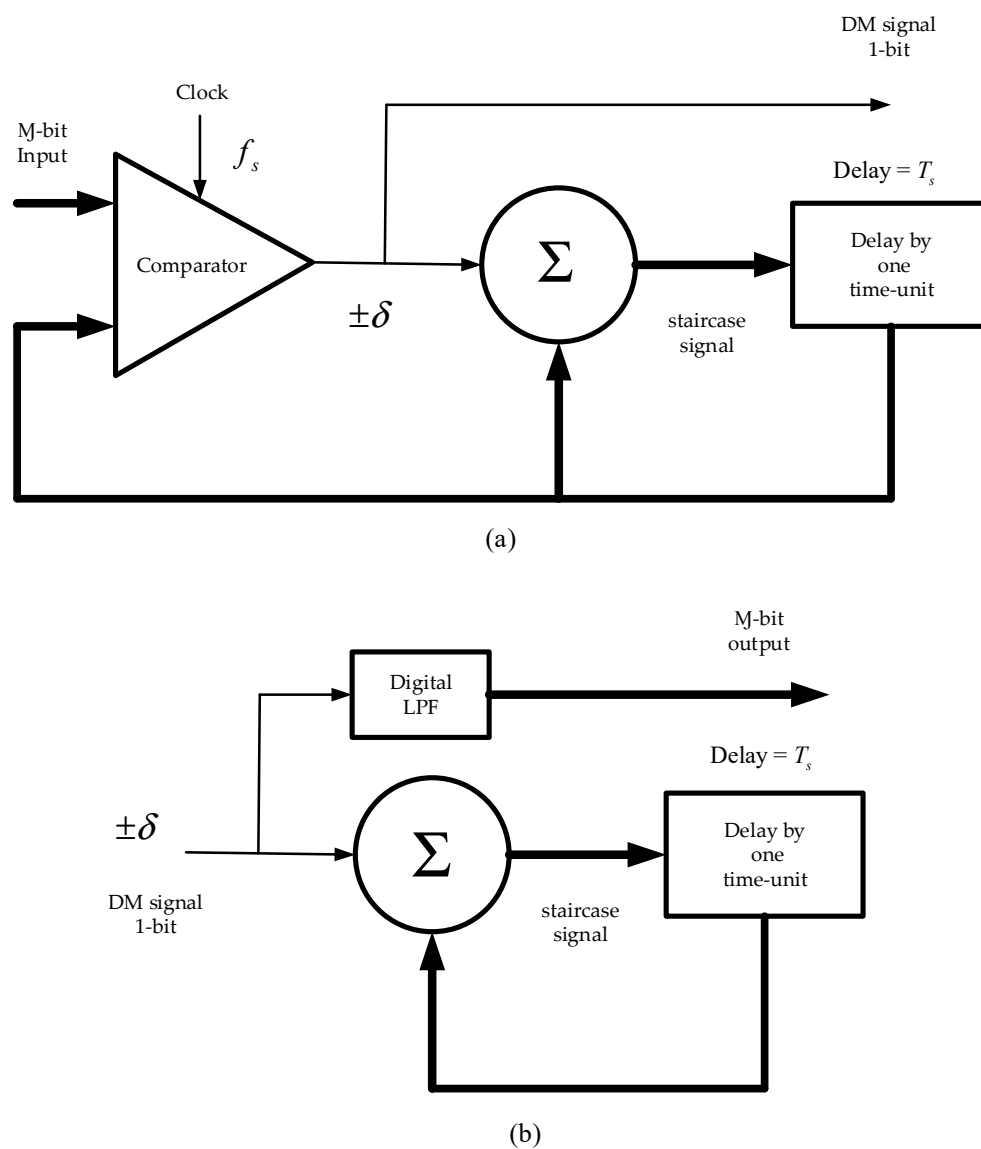 DM signal
1-bit
Clock
M-bit
Input
f_s
Delay = T_s
Comparator
Σ
Delay by
one
time-unit
±δ
staircase
signal
(a)
M-bit
output
Digital
LPF
Delay = T_s
±δ
Σ
Delay by
one
time-unit
DM signal
1-bit
staircase
signal
(b)